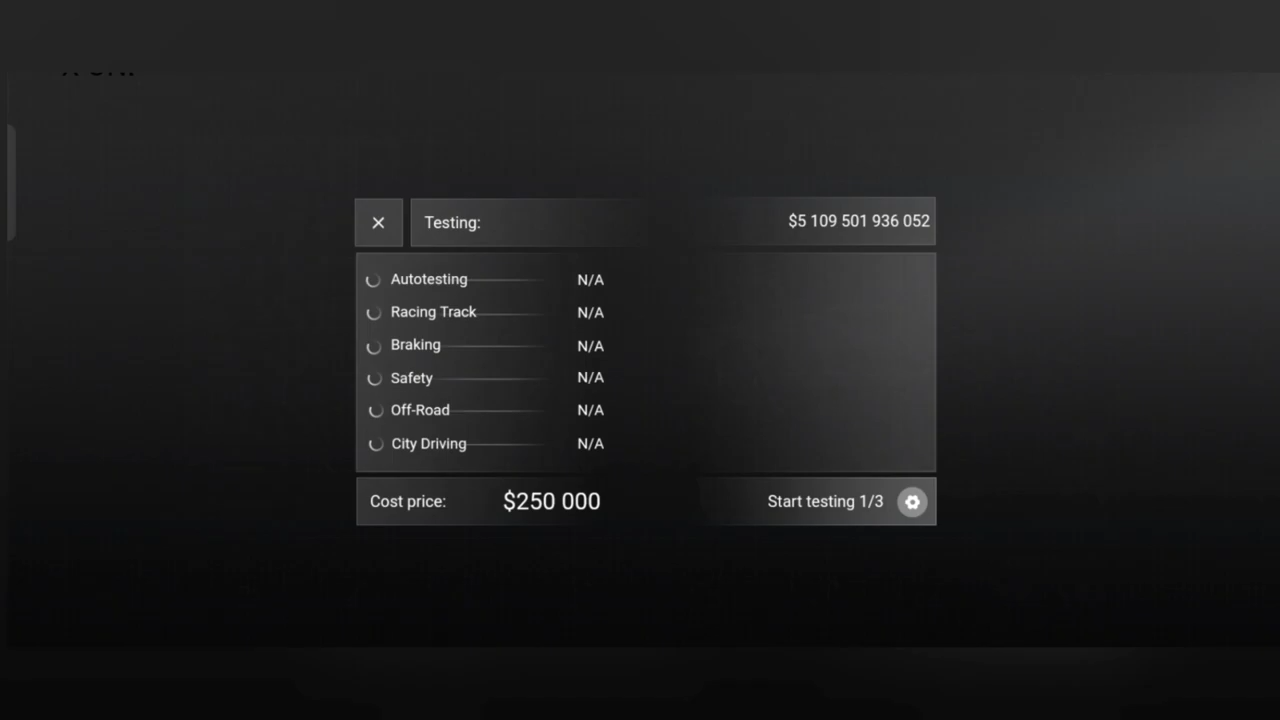 Testing:
$5 109 501 936 052
Autotesting N/A
Racing Track N/A
Braking N/A
Safety N/A
Off-Road N/A
City Driving N/A
Cost price: $250 000
Start testing 1/3